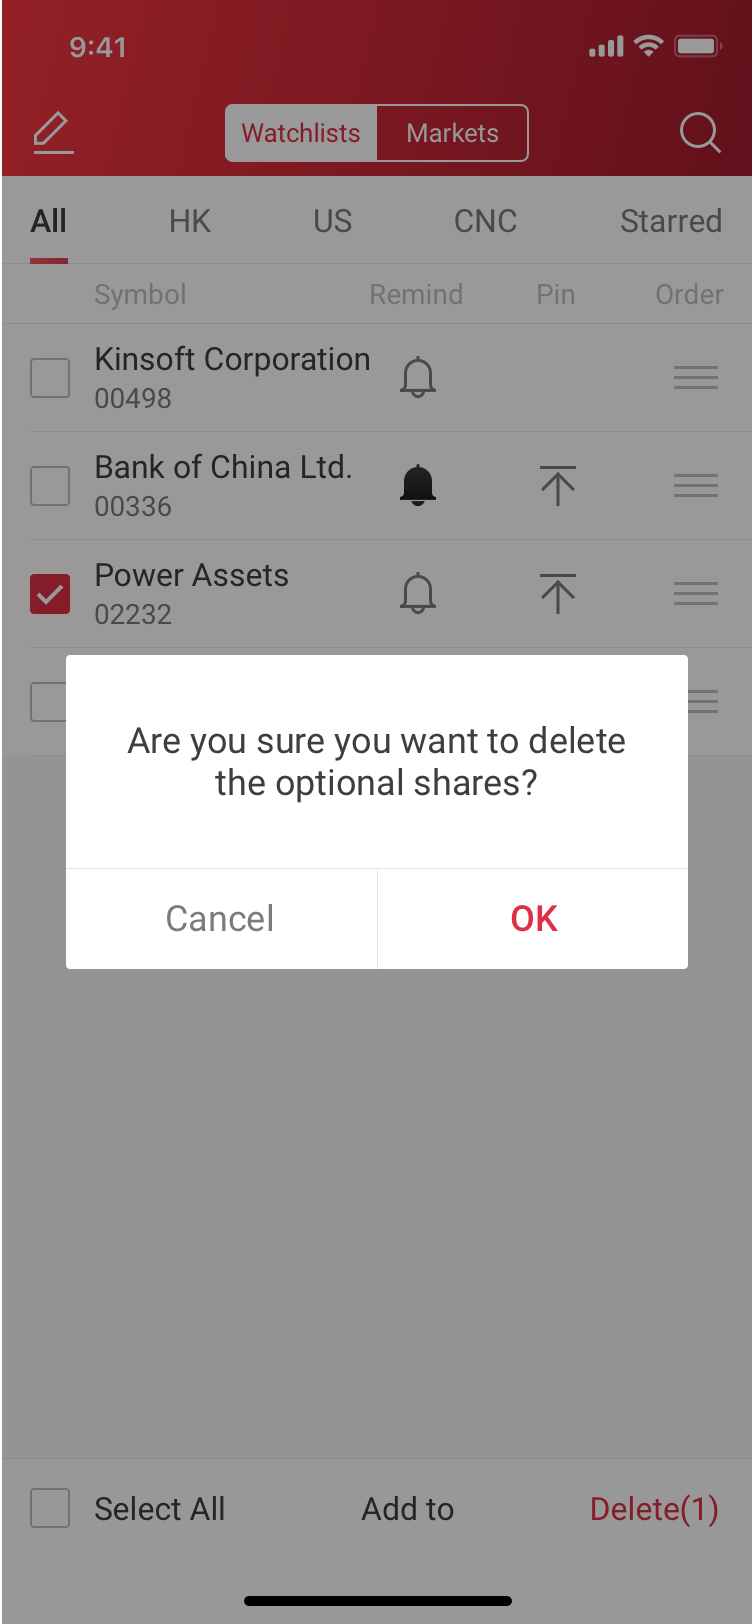 9:41
Watchlists Markets
All HK US CNC Starred
Symbol Remind Pin Order
Kinsoft Corporation
00498
Bank of China Ltd.
00336
Power Assets
02232
Are you sure you want to delete
the optional shares?
Cancel OK
Select All Add to Delete(1)